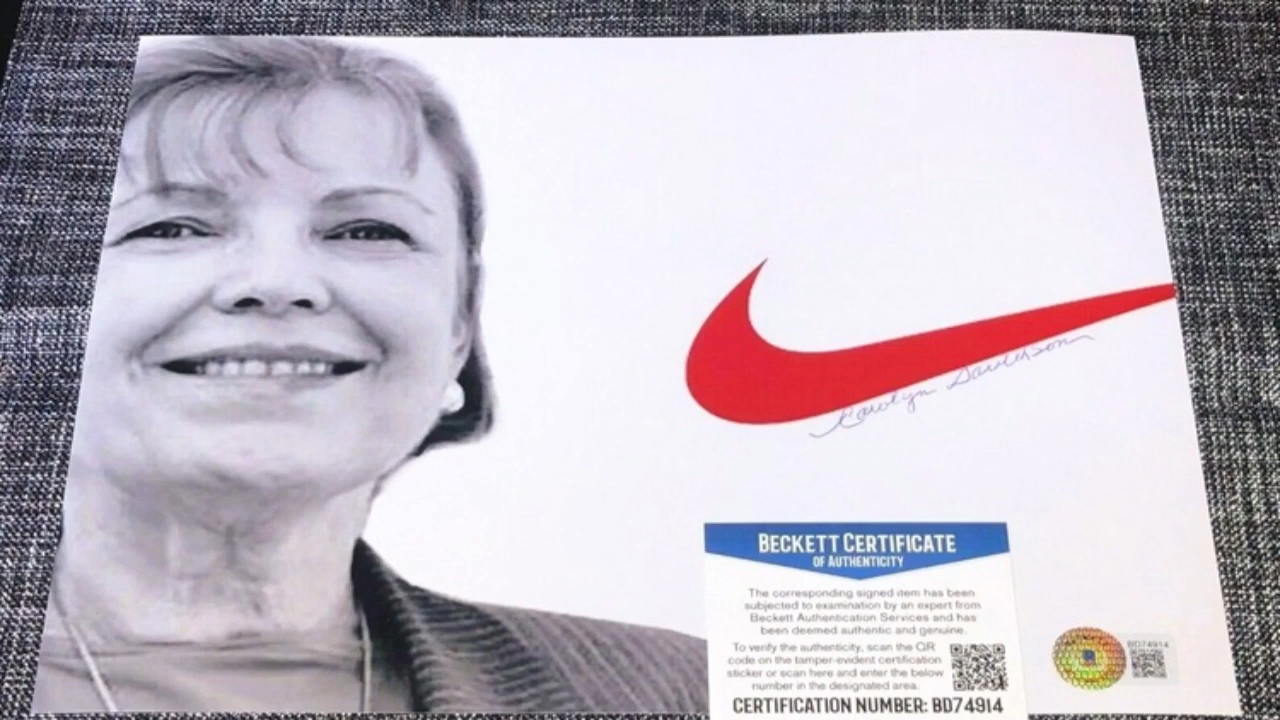 Carolyn Davidson
BECKETT CERTIFICATE
OF AUTHENTICITY
The corresponding signed item has been
subjected to examination by an expert from
Beckett Authentication Services and has
been deemed authentic and genuine.
To verify the authenticity, scan the QR
code on the tamper-evident certification
sticker or scan here and enter the below
number in the designated area.
CERTIFICATION NUMBER: BD74914
BD74914